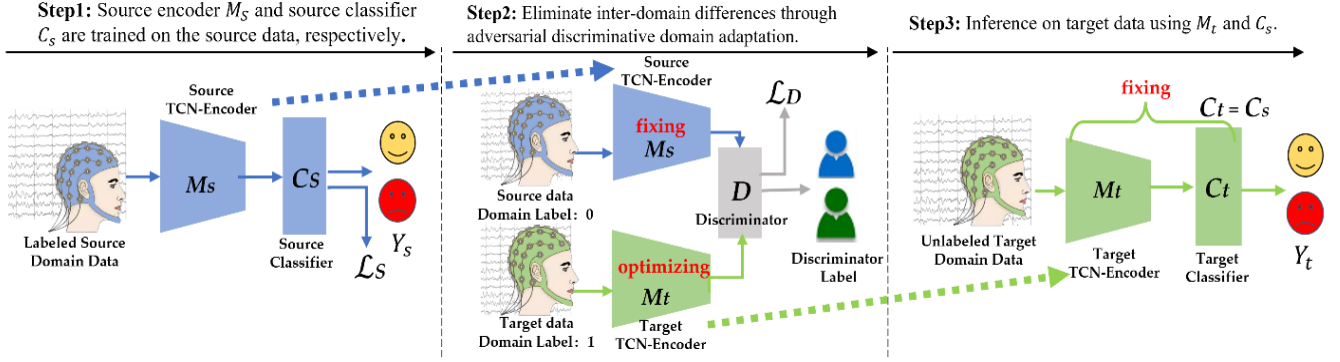 Step1: Source encoder M_S and source classifier
C_s are trained on the source data, respectively.
Source
TCN-Encoder
Ms
Cs
Labeled Source
Domain Data
Source
Classifier
ℒS
Y_s
Step2: Eliminate inter-domain differences through
adversarial discriminative domain adaptation.
Source
TCN-Encoder
fixing
Ms
Source data
Domain Label: 0
ℒ_D
D
Discriminator
Discriminator
Label
optimizing
Mt
Target data
Domain Label: 1
Target
TCN-Encoder
Step3: Inference on target data using M_t and C_s.
fixing
Ct = Cs
Mt
Ct
Unlabeled Target
Domain Data
Target
TCN-Encoder
Target
Classifier
Y_t